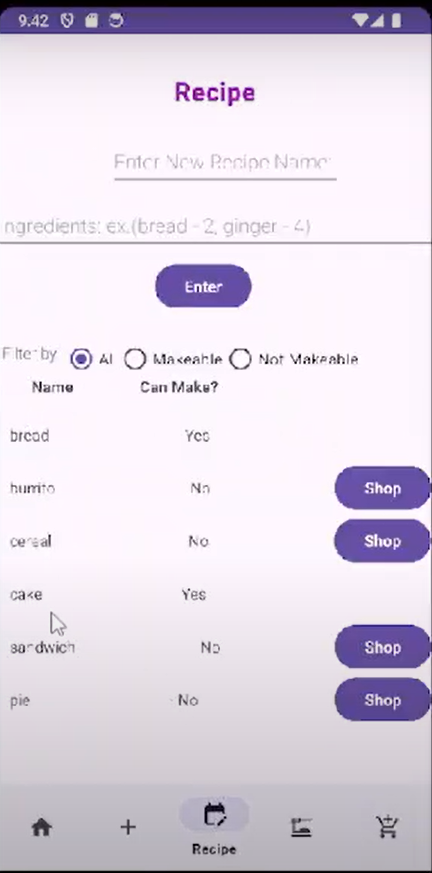 9.42
Recipe
Enter New Recipe Name:
ngredients: ex.(bread - 2, ginger - 4)
Enter
Filter by Al Makeable Not Makeable
Name Can Make?
bread Yes
burrito No Shop
cereal No Shop
cake Yes
sandwich No Shop
pie No Shop
Recipe